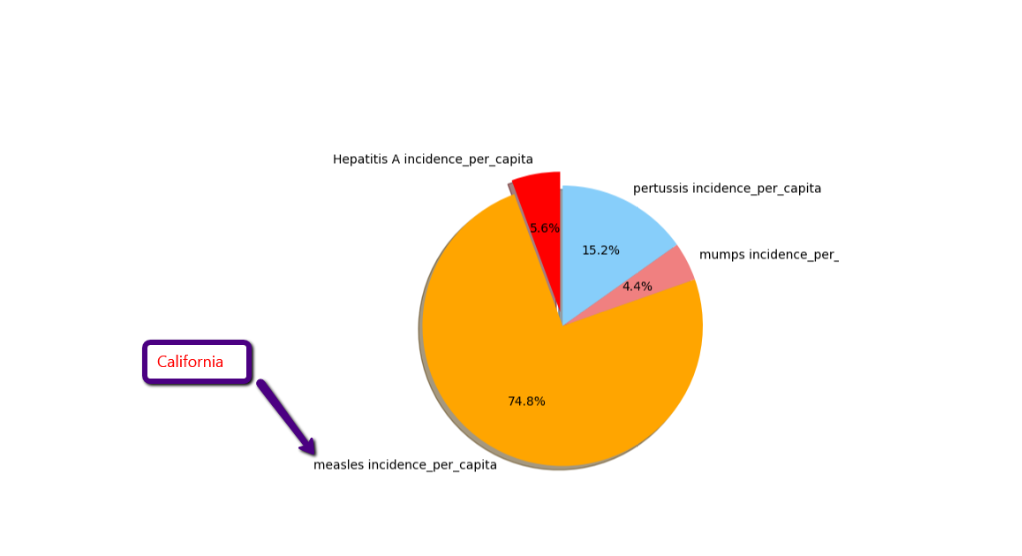 Hepatitis A incidence_per_capita
pertussis incidence_per_capita
5.6%
15.2%
mumps incidence_per_
4.4%
California
74.8%
measles incidence_per_capita